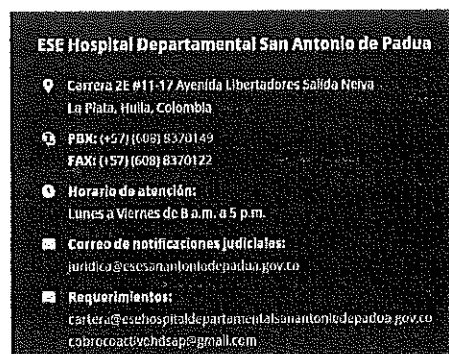 ESE Hospital Departamental San Antonio de Padua
Carrera 2E #11-17 Avenida Libertadores Salida Neiva
La Plata, Huila, Colombia
PBX: (+57) (608) 8370149
FAX: (+57) (608) 8370122
Horario de atención:
Lunes a Viernes de 8 a.m. a 5 p.m.
Correo de notificaciones judiciales:
juridica@esesanantoniodepadua.gov.co
Requerimientos:
cartera@esehospitaldepartamentalsanantoniodepadua.gov.co
cobrocoactivohdsap@gmail.com